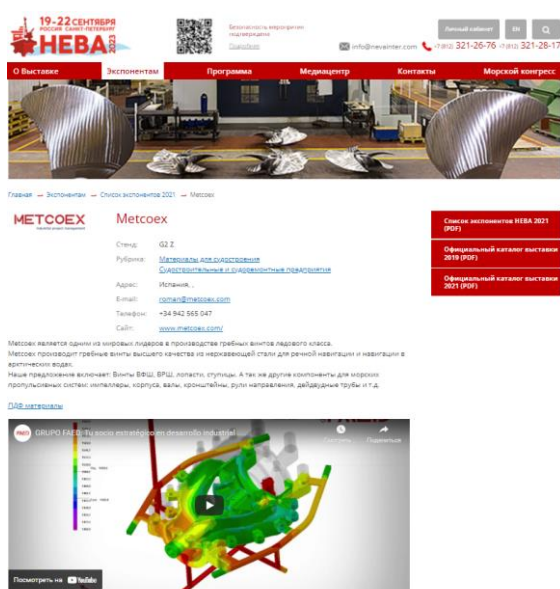 19-22 СЕНТЯБРЯ
РОССИЯ САНКТ-ПЕТЕРБУРГ
НЕВА 2023
Безопасность мероприятия
подтверждена
Подробнее
Личный кабинет EN
info@nevainter.com +7 (812) 321-26-76 +7 (812) 321-28-17
О Выставке Экспонентам Программа Медиацентр Контакты Морской конгресс
Главная → Экспонентам → Список экспонентов 2021 → Metcoex
METCOEX
Metcoex
Стенд: G2 Z
Рубрика: Материалы для судостроения
Судостроительные и судоремонтные предприятия
Адрес: Испания, ,
E-mail: roman@metcoex.com
Телефон: +34 942 565 047
Сайт: www.metcoex.com/
Список экспонентов НЕВА 2021
(PDF)
Официальный каталог выставки
2019 (PDF)
Официальный каталог выставки
2021 (PDF)
Metcoex является одним из мировых лидеров в производстве гребных винтов ледового класса.
Metcoex производит гребные винты высшего качества из нержавеющей стали для речной навигации и навигации в
арктических водах.
Наше предложение включает: Винты ВФШ, ВРШ, лопасти, ступицы. А так же другие компоненты для морских
пропульсивных систем: импеллеры, корпуса, валы, кронштейны, рули направления, дейдвудные трубы и т.д.
ПДФ материалы
GRUPO FAED. Tu socio estratégico en desarrollo industrial
Поделиться
Посмотреть на YouTube